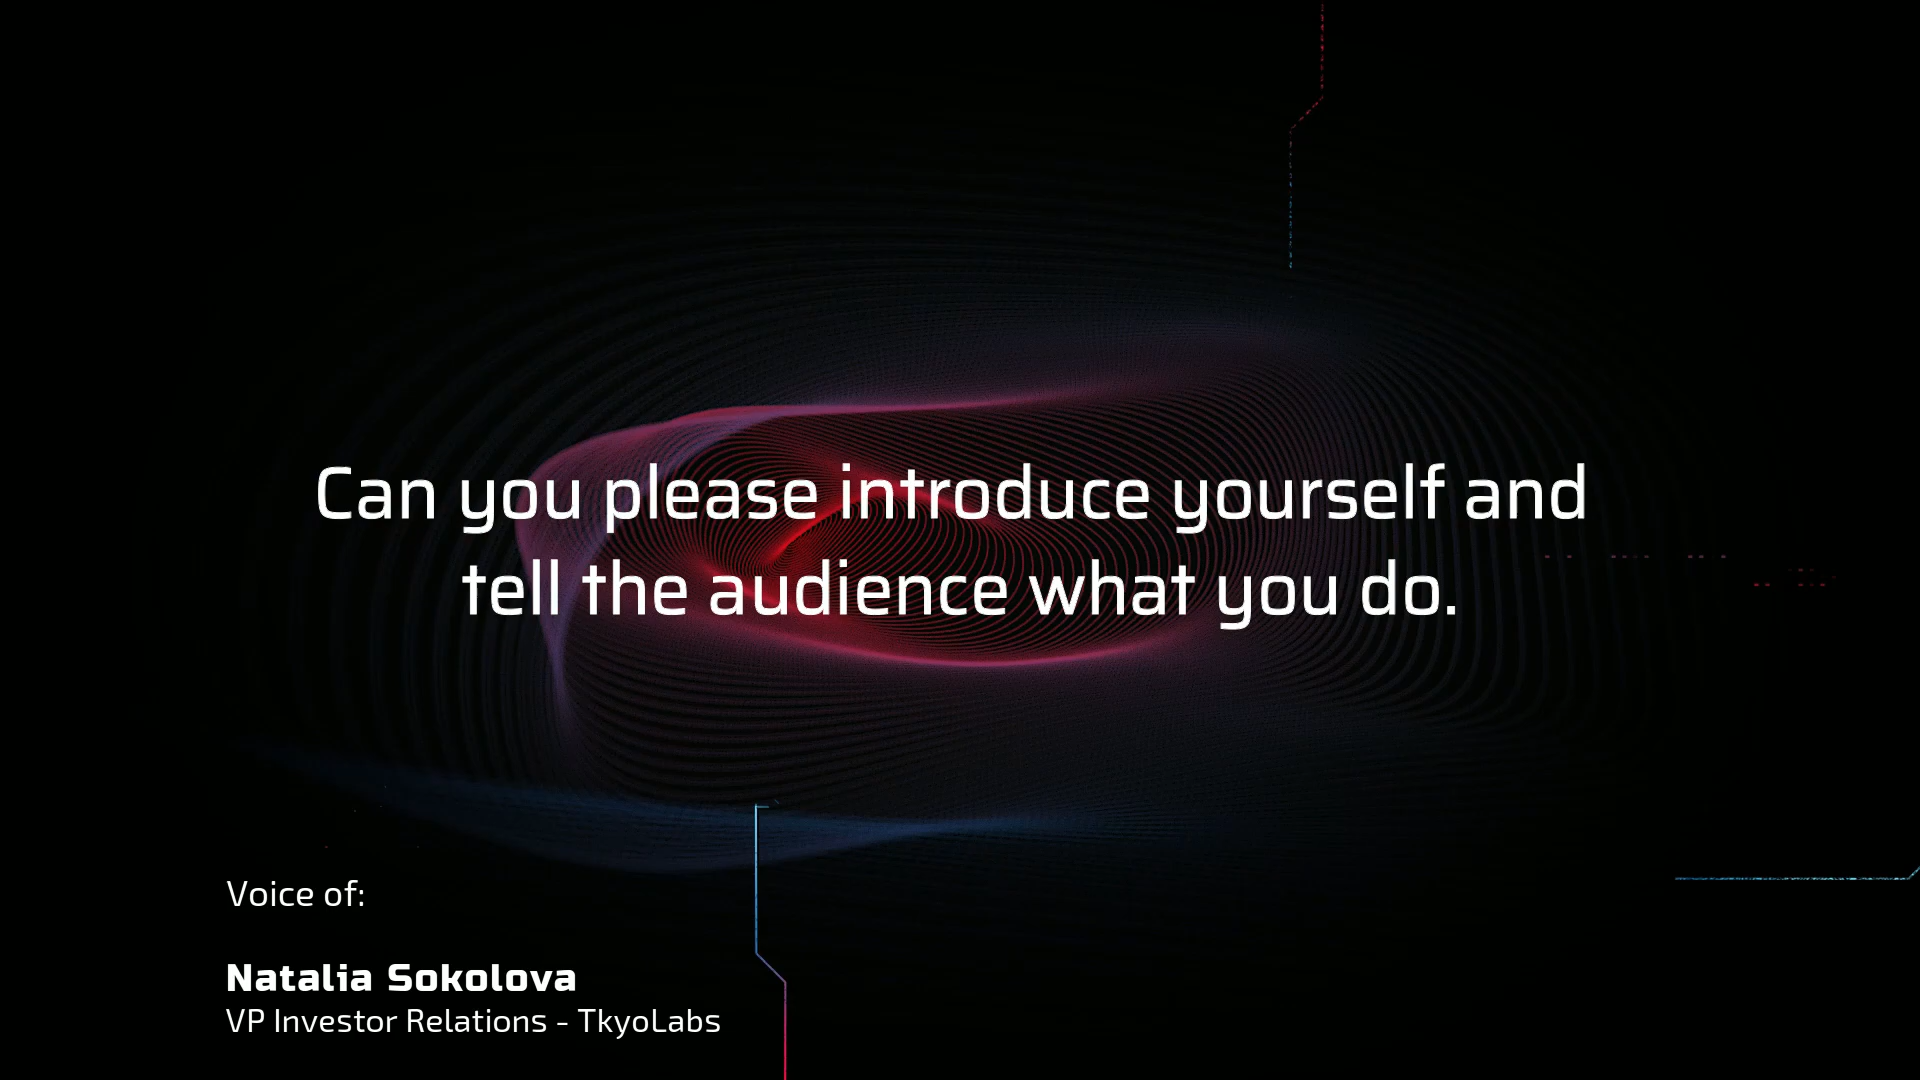 Can you please introduce yourself and
tell the audience what you do.
Voice of:
Natalia Sokolova
VP Investor Relations - TkyoLabs